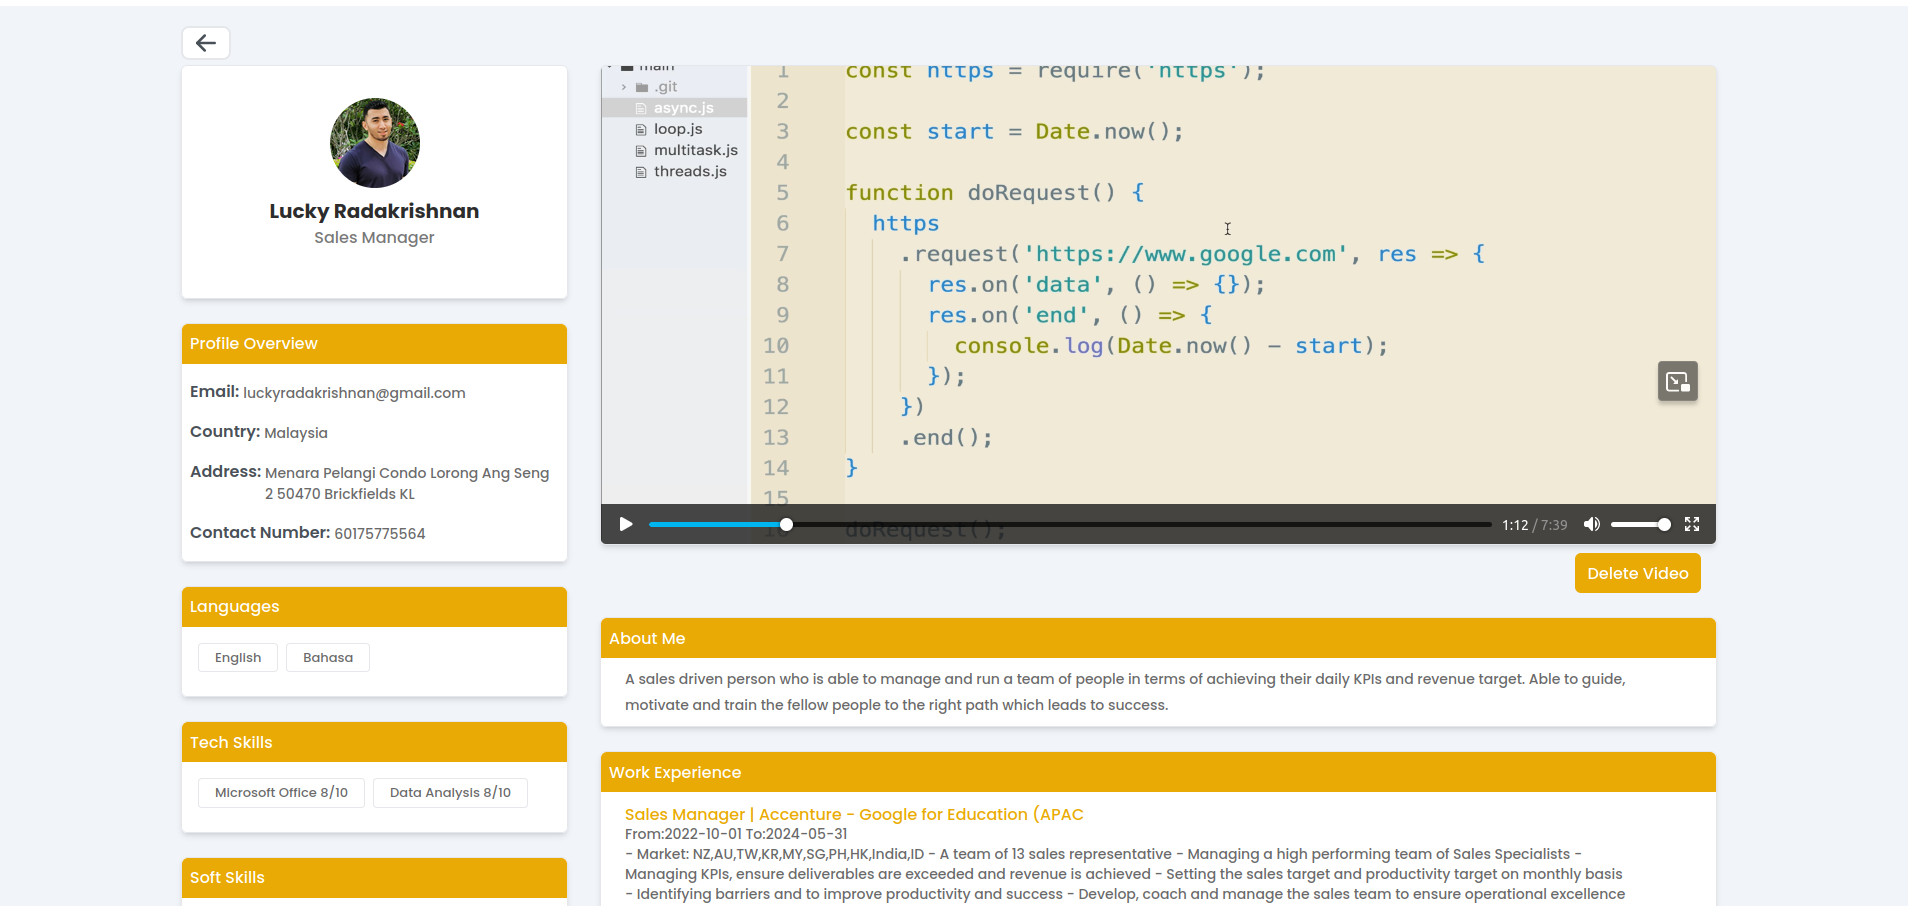 Lucky Radakrishnan
Sales Manager
Profile Overview
Email: luckyradakrishnan@gmail.com
Country: Malaysia
Address: Menara Pelangi Condo Lorong Ang Seng
2 50470 Brickfields KL
Contact Number: 60175775564
Languages
English Bahasa
Tech Skills
Microsoft Office 8/10 Data Analysis 8/10
Soft Skills
main
.git
async.js
loop.js
multitask.js
threads.js
1 const https = require('https');
2
3 const start = Date.now();
4
5 function doRequest() {
6 https
7 .request('https://www.google.com', res => {
8 res.on('data', () => {});
9 res.on('end', () => {
10 console.log(Date.now() - start);
11 });
12 })
13 .end();
14 }
15
16 doRequest();
1:12 / 7:39
Delete Video
About Me
A sales driven person who is able to manage and run a team of people in terms of achieving their daily KPIs and revenue target. Able to guide,
motivate and train the fellow people to the right path which leads to success.
Work Experience
Sales Manager | Accenture - Google for Education (APAC
From:2022-10-01 To:2024-05-31
- Market: NZ,AU,TW,KR,MY,SG,PH,HK,India,ID - A team of 13 sales representative - Managing a high performing team of Sales Specialists -
Managing KPIs, ensure deliverables are exceeded and revenue is achieved - Setting the sales target and productivity target on monthly basis
- Identifying barriers and to improve productivity and success - Develop, coach and manage the sales team to ensure operational excellence